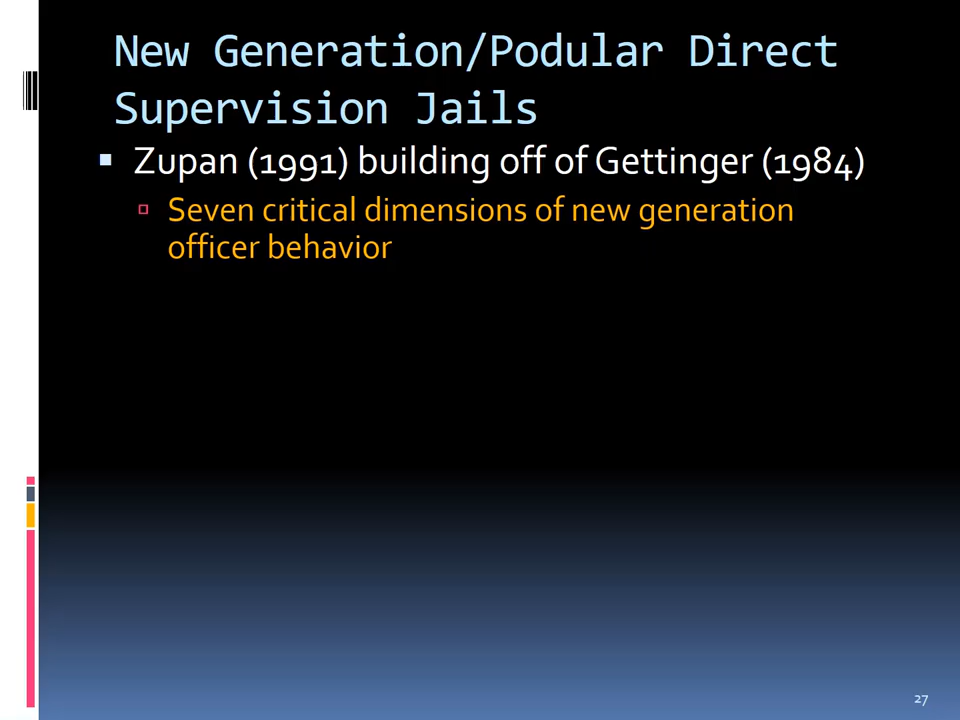 New Generation/Podular Direct
Supervision Jails
Zupan (1991) building off of Gettinger (1984)
Seven critical dimensions of new generation
officer behavior
27